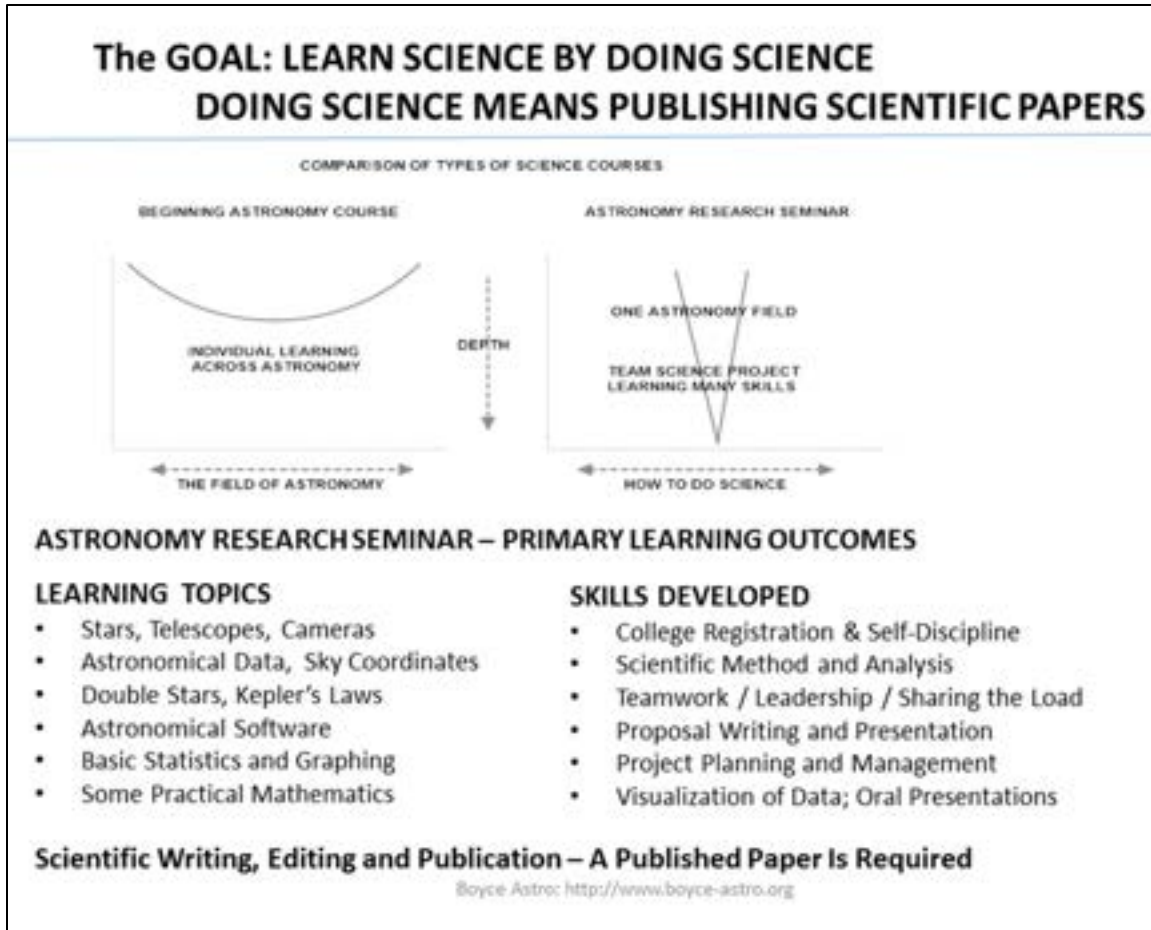 The GOAL: LEARN SCIENCE BY DOING SCIENCE
DOING SCIENCE MEANS PUBLISHING SCIENTIFIC PAPERS
COMPARISON OF TYPES OF SCIENCE COURSES
BEGINNING ASTRONOMY COURSE
INDIVIDUAL LEARNING
ACROSS ASTRONOMY
THE FIELD OF ASTRONOMY
DEPTH
ASTRONOMY RESEARCH SEMINAR
ONE ASTRONOMY FIELD
TEAM SCIENCE PROJECT
LEARNING MANY SKILLS
HOW TO DO SCIENCE
ASTRONOMY RESEARCH SEMINAR – PRIMARY LEARNING OUTCOMES
LEARNING TOPICS
• Stars, Telescopes, Cameras
• Astronomical Data, Sky Coordinates
• Double Stars, Kepler's Laws
• Astronomical Software
• Basic Statistics and Graphing
• Some Practical Mathematics
SKILLS DEVELOPED
• College Registration & Self-Discipline
• Scientific Method and Analysis
• Teamwork / Leadership / Sharing the Load
• Proposal Writing and Presentation
• Project Planning and Management
• Visualization of Data; Oral Presentations
Scientific Writing, Editing and Publication – A Published Paper Is Required
Boyce Astro: http://www.boyce-astro.org